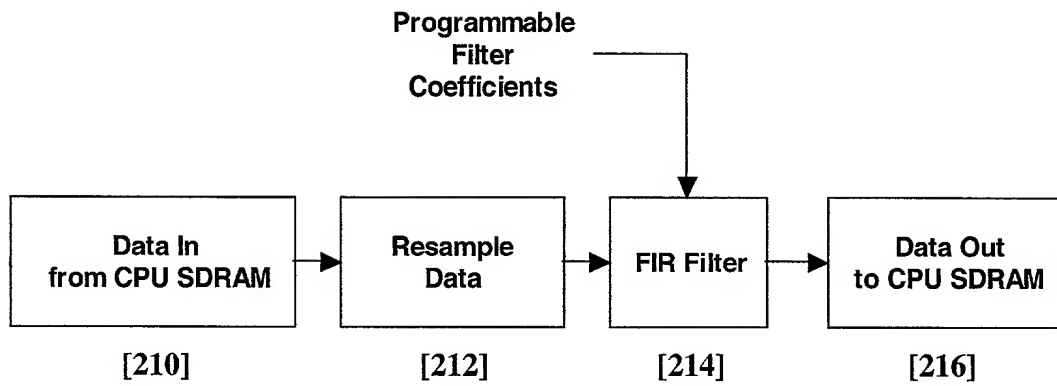 Programmable
Filter
Coefficients
Data In
from CPU SDRAM
Resample
Data
FIR Filter
Data Out
to CPU SDRAM
[210]
[212]
[214]
[216]